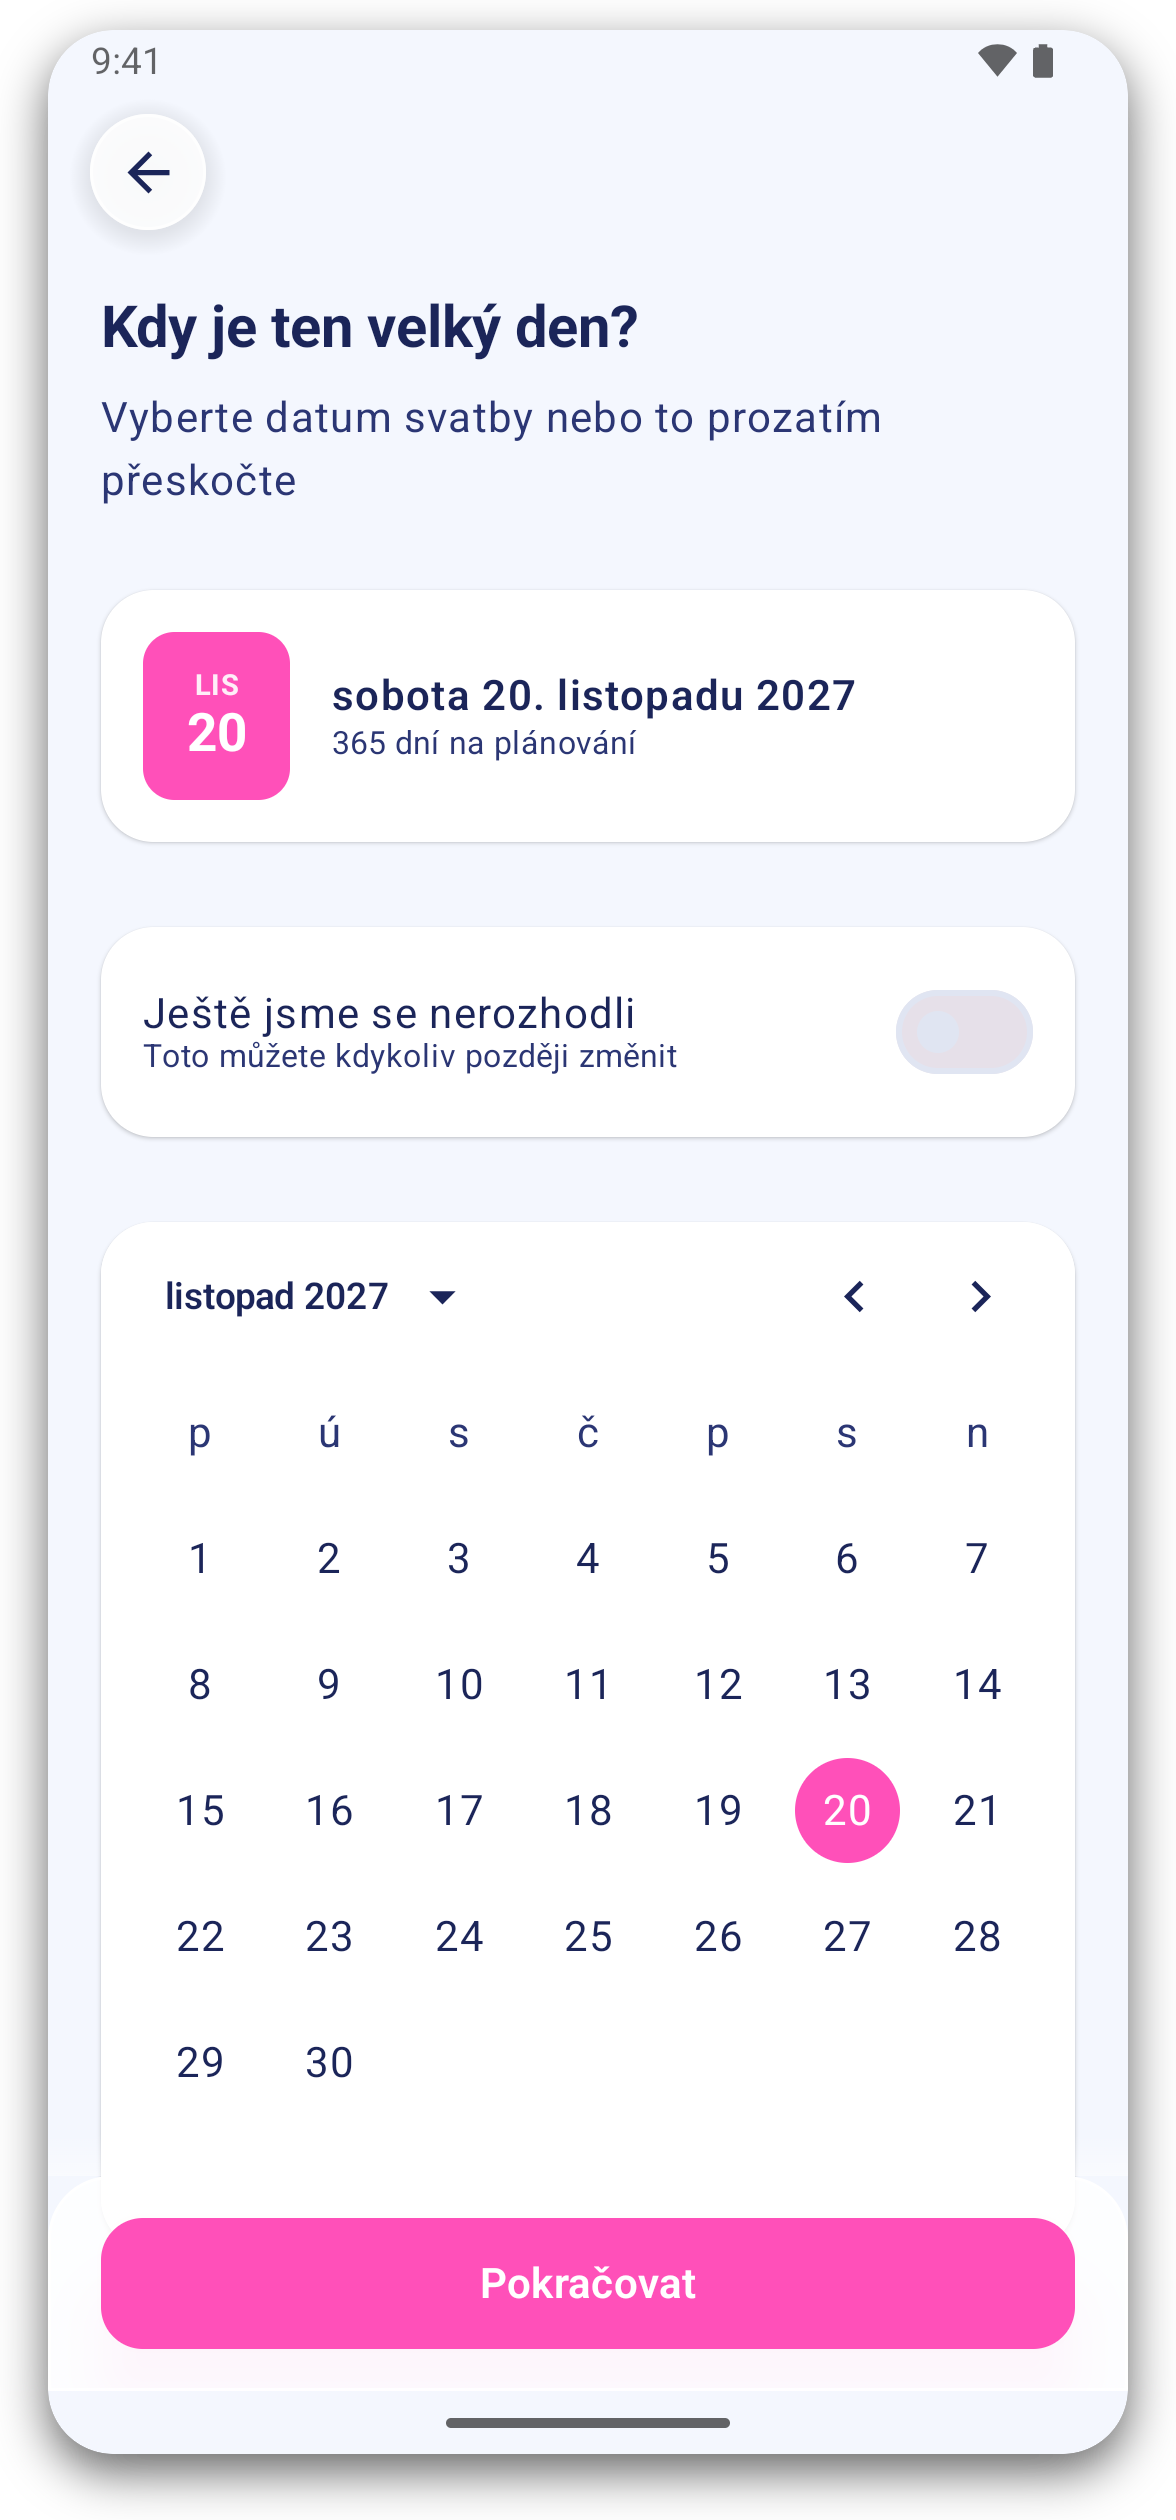 9:41
Kdy je ten velký den?
Vyberte datum svatby nebo to prozatím
přeskočte
LIS
20
sobota 20. listopadu 2027
365 dní na plánování
Ještě jsme se nerozhodli
Toto můžete kdykoliv později změnit
listopad 2027
p ú s č p s n
1 2 3 4 5 6 7
8 9 10 11 12 13 14
15 16 17 18 19 20 21
22 23 24 25 26 27 28
29 30
Pokračovat